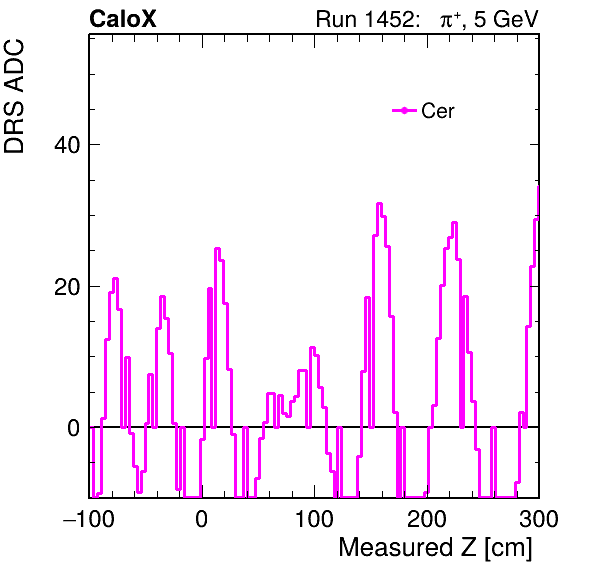 CaloX Run 1452: π⁺, 5 GeV
DRS ADC
Cer
40
20
0
−100 0 100 200 300
Measured Z [cm]